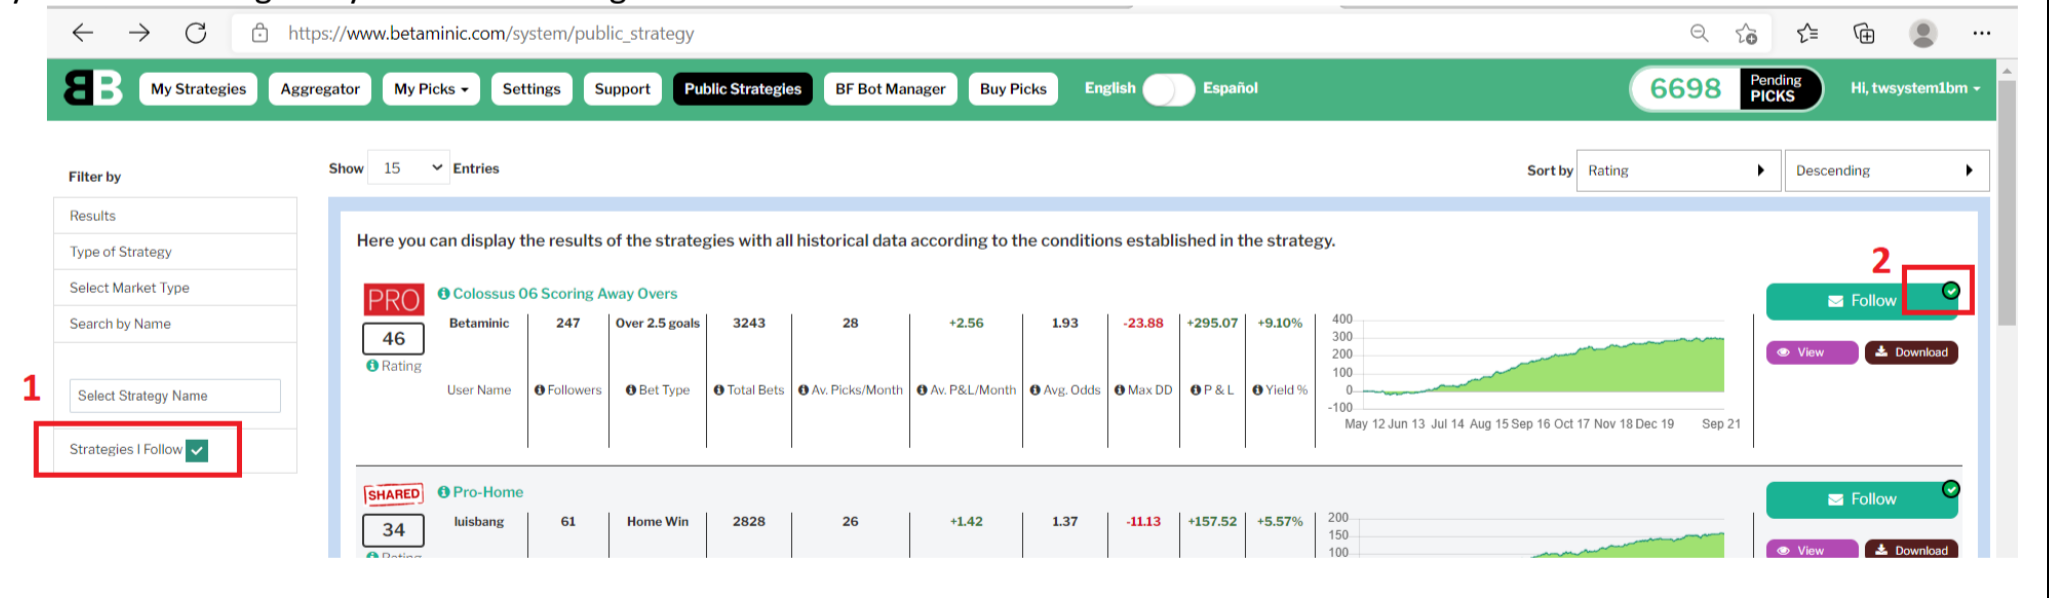 https://www.betaminic.com/system/public_strategy
BB My Strategies Aggregator My Picks Settings Support Public Strategies BF Bot Manager Buy Picks English Español 6698 Pending PICKS Hi, twsystem1bm
Filter by
Results
Type of Strategy
Select Market Type
Search by Name
1
Select Strategy Name
Strategies I Follow
Show 15 Entries
Sort by Rating Descending
Here you can display the results of the strategies with all historical data according to the conditions established in the strategy.
2
PRO Colossus 06 Scoring Away Overs
46
Rating
Betaminic 247 Over 2.5 goals 3243 28 +2.56 1.93 -23.88 +295.07 +9.10%
User Name Followers Bet Type Total Bets Av. Picks/Month Av. P&L/Month Avg. Odds Max DD P & L Yield %
400
300
200
100
0
-100
May 12 Jun 13 Jul 14 Aug 15 Sep 16 Oct 17 Nov 18 Dec 19 Sep 21
Follow
View Download
SHARED Pro-Home
34
Rating
luisbang 61 Home Win 2828 26 +1.42 1.37 -11.13 +157.52 +5.57%
200
150
100
Follow
View Download